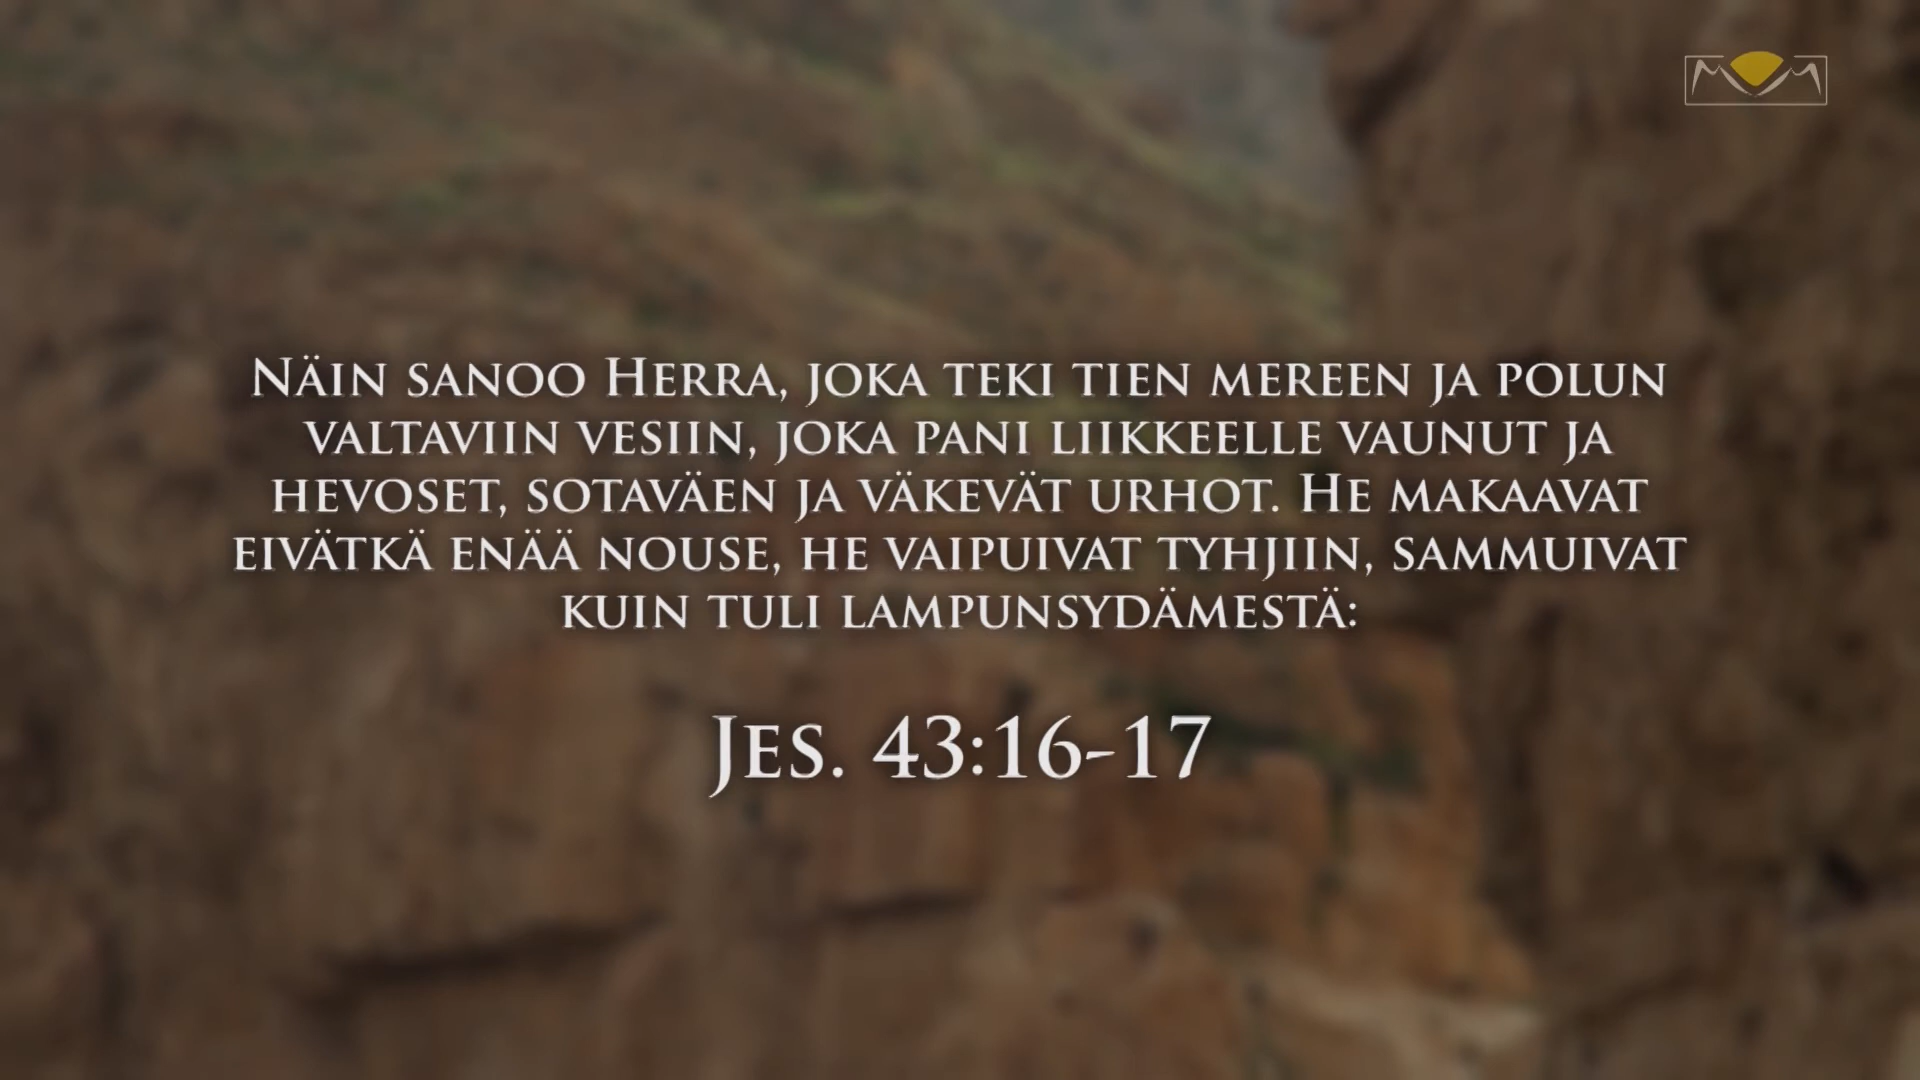 Näin sanoo Herra, joka teki tien mereen ja polun
valtaviin vesiin, joka pani liikkeelle vaunut ja
hevoset, sotaväen ja väkevät urhot. He makaavat
eivätkä enää nouse, he vaipuivat tyhjiin, sammuivat
kuin tuli lampunsydämestä:
Jes. 43:16-17